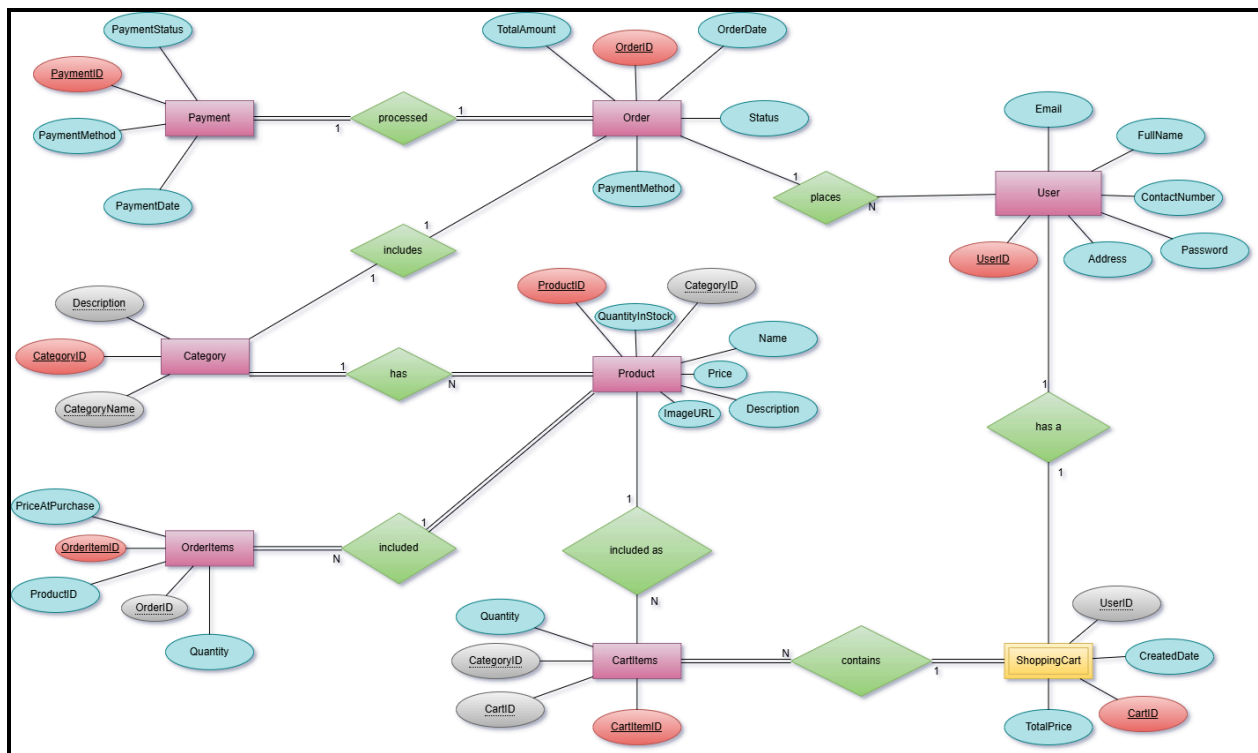 PaymentStatus
TotalAmount
OrderID
OrderDate
PaymentID
Payment
1
processed
1
Order
Status
Email
FullName
PaymentMethod
PaymentMethod
PaymentDate
1
places
N
User
ContactNumber
UserID
Address
Password
1
includes
1
Description
CategoryID
Category
CategoryName
1
has
N
ProductID
QuantityInStock
CategoryID
Name
Product
Price
ImageURL
Description
1
has a
1
PriceAtPurchase
OrderItemID
OrderItems
ProductID
OrderID
Quantity
N
included
1
1
included as
N
Quantity
CategoryID
CartItems
CartID
CartItemID
N
contains
1
UserID
ShoppingCart
CreatedDate
TotalPrice
CartID